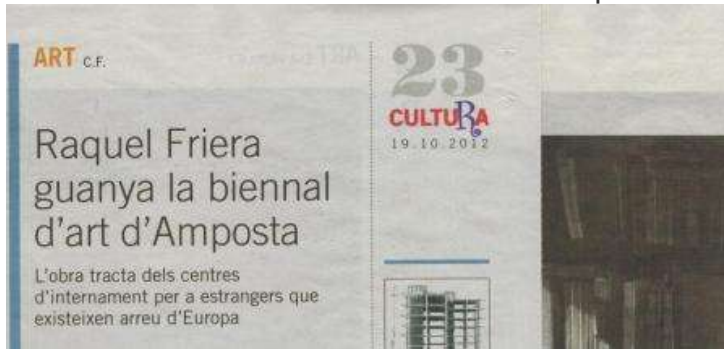 ART C.F.
Raquel Friera
guanya la biennal
d'art d'Amposta
L'obra tracta dels centres
d'internament per a estrangers que
existeixen arreu d'Europa
23
CULTURA
19.10.2012